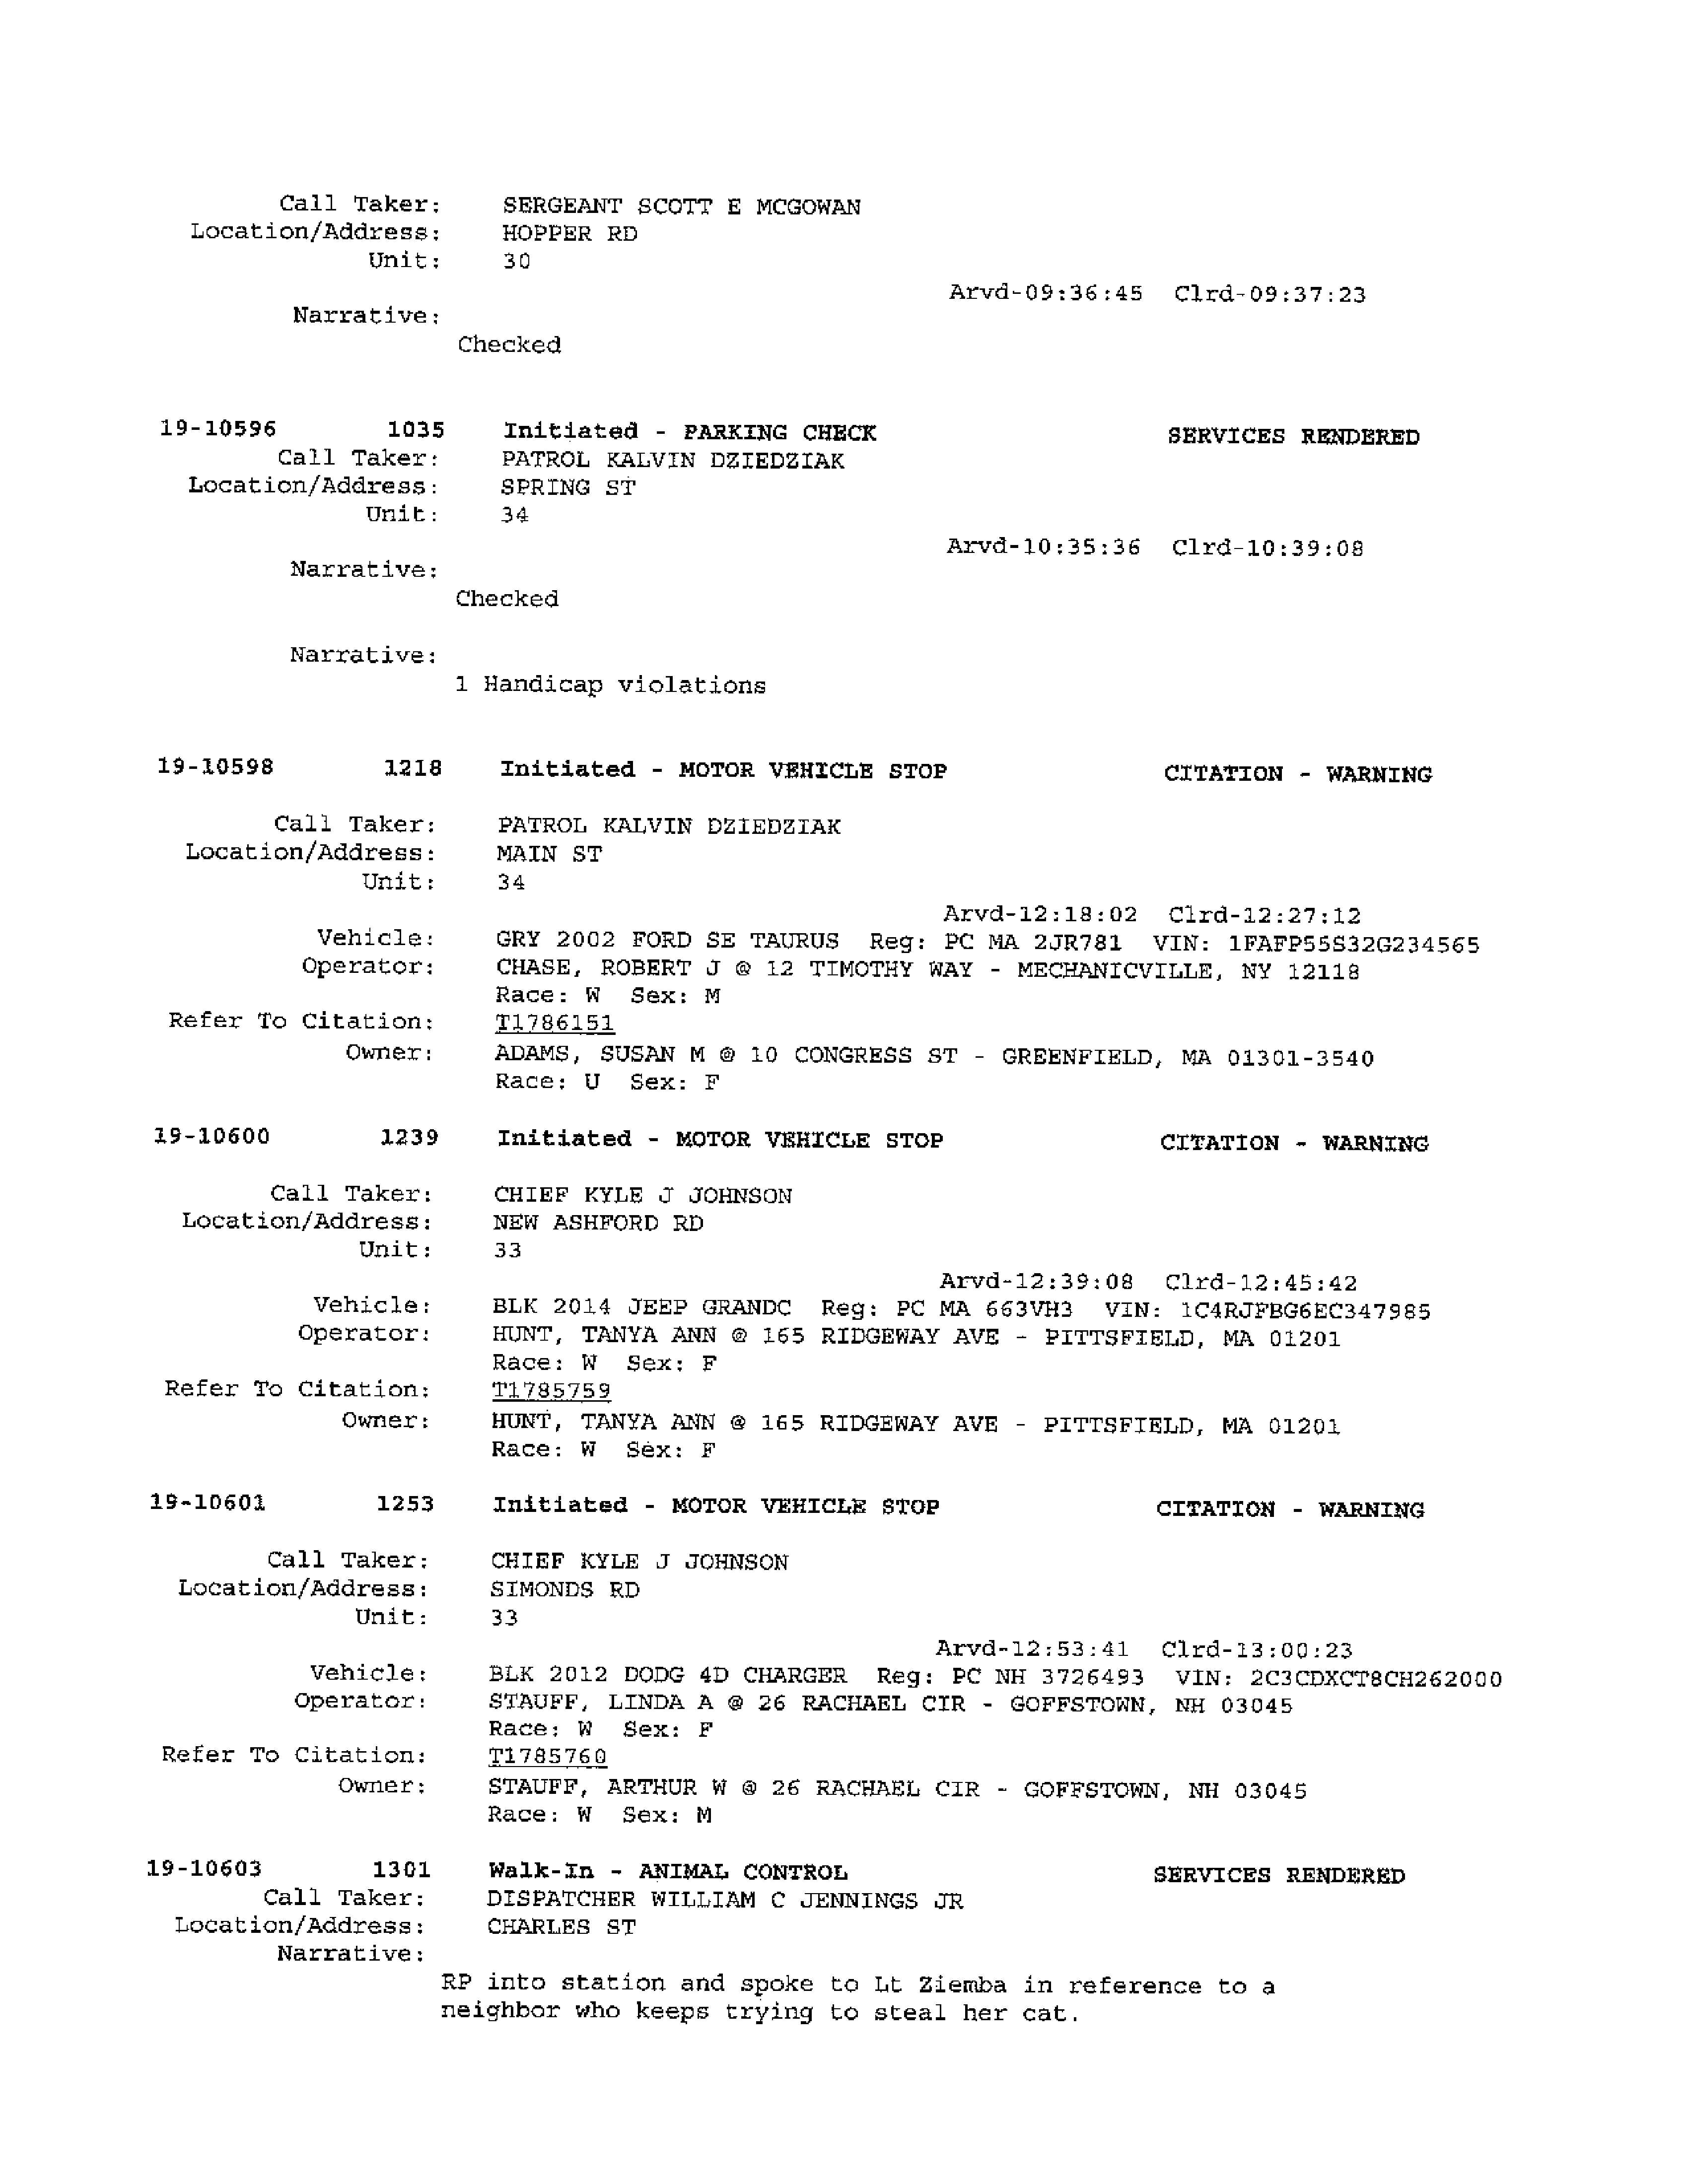 Call Taker: SERGEANT SCOTT E MCGOWAN
Location/Address: HOPPER RD
Unit: 30
Arvd-09:36:45 Clrd-09:37:23
Narrative:
Checked
19-10596 1035 Initiated - PARKING CHECK SERVICES RENDERED
Call Taker: PATROL KALVIN DZIEDZIAK
Location/Address: SPRING ST
Unit: 34
Arvd-10:35:36 Clrd-10:39:08
Narrative:
Checked
Narrative:
1 Handicap violations
19-10598 1218 Initiated - MOTOR VEHICLE STOP CITATION - WARNING
Call Taker: PATROL KALVIN DZIEDZIAK
Location/Address: MAIN ST
Unit: 34
Arvd-12:18:02 Clrd-12:27:12
Vehicle: GRY 2002 FORD SE TAURUS Reg: PC MA 2JR781 VIN: 1FAFP55S32G234565
Operator: CHASE, ROBERT J @ 12 TIMOTHY WAY - MECHANICVILLE, NY 12118
Race: W Sex: M
Refer To Citation: T1786151
Owner: ADAMS, SUSAN M @ 10 CONGRESS ST - GREENFIELD, MA 01301-3540
Race: U Sex: F
19-10600 1239 Initiated - MOTOR VEHICLE STOP CITATION - WARNING
Call Taker: CHIEF KYLE J JOHNSON
Location/Address: NEW ASHFORD RD
Unit: 33
Arvd-12:39:08 Clrd-12:45:42
Vehicle: BLK 2014 JEEP GRANDC Reg: PC MA 663VH3 VIN: 1C4RJFBG6EC347985
Operator: HUNT, TANYA ANN @ 165 RIDGEWAY AVE - PITTSFIELD, MA 01201
Race: W Sex: F
Refer To Citation: T1785759
Owner: HUNT, TANYA ANN @ 165 RIDGEWAY AVE - PITTSFIELD, MA 01201
Race: W Sex: F
19-10601 1253 Initiated - MOTOR VEHICLE STOP CITATION - WARNING
Call Taker: CHIEF KYLE J JOHNSON
Location/Address: SIMONDS RD
Unit: 33
Arvd-12:53:41 Clrd-13:00:23
Vehicle: BLK 2012 DODG 4D CHARGER Reg: PC NH 3726493 VIN: 2C3CDXCT8CH262000
Operator: STAUFF, LINDA A @ 26 RACHAEL CIR - GOFFSTOWN, NH 03045
Race: W Sex: F
Refer To Citation: T1785760
Owner: STAUFF, ARTHUR W @ 26 RACHAEL CIR - GOFFSTOWN, NH 03045
Race: W Sex: M
19-10603 1301 Walk-In - ANIMAL CONTROL SERVICES RENDERED
Call Taker: DISPATCHER WILLIAM C JENNINGS JR
Location/Address: CHARLES ST
Narrative:
RP into station and spoke to Lt Ziemba in reference to a
neighbor who keeps trying to steal her cat.